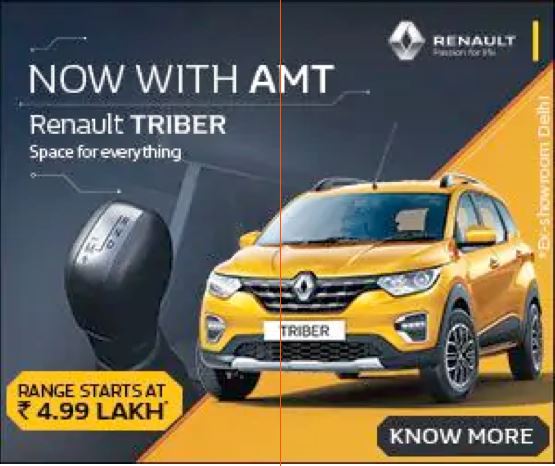 RENAULT
Passion for life
NOW WITH AMT
Renault TRIBER
Space for everything
*Ex-showroom Delhi
TRIBER
RANGE STARTS AT
₹ 4.99 LAKH*
KNOW MORE